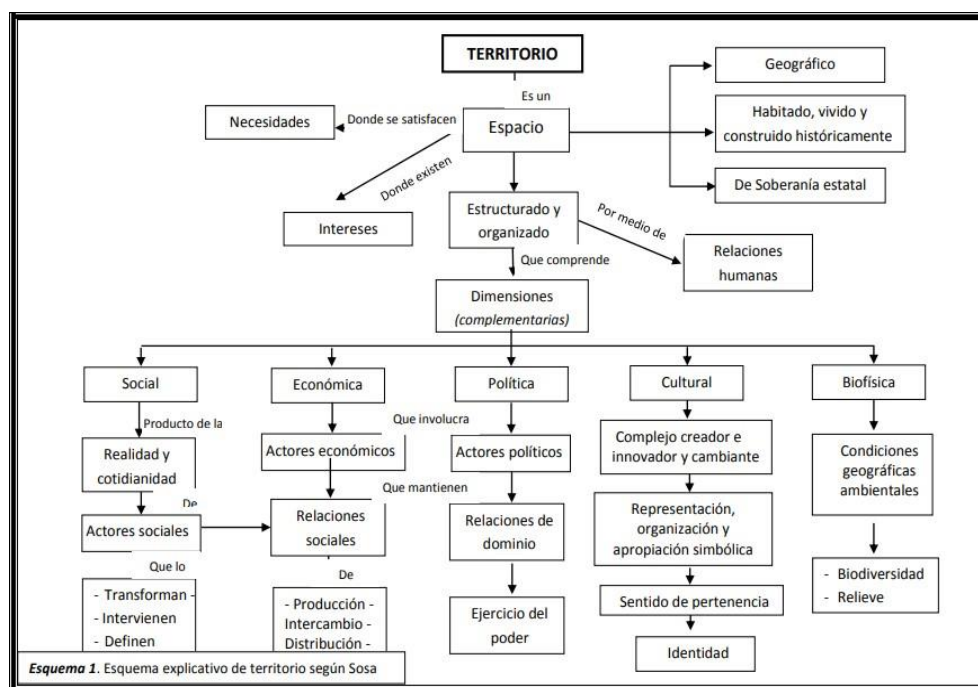 TERRITORIO
Es un
Espacio
Geográfico
Habitado, vivido y
construido históricamente
De Soberanía estatal
Donde se satisfacen
Necesidades
Donde existen
Intereses
Estructurado y
organizado
Por medio de
Relaciones
humanas
Que comprende
Dimensiones
(complementarias)
Social
Económica
Política
Cultural
Biofísica
Producto de la
Realidad y
cotidianidad
De
Actores sociales
Que lo
- Transforman -
- Intervienen
- Definen
Que involucra
Actores económicos
Que mantienen
Relaciones
sociales
De
- Producción -
- Intercambio -
- Distribución -
Actores políticos
Relaciones de
dominio
Ejercicio del
poder
Complejo creador e
innovador y cambiante
Representación,
organización y
apropiación simbólica
Sentido de pertenencia
Identidad
Condiciones
geográficas
ambientales
- Biodiversidad
- Relieve
Esquema 1. Esquema explicativo de territorio según Sosa